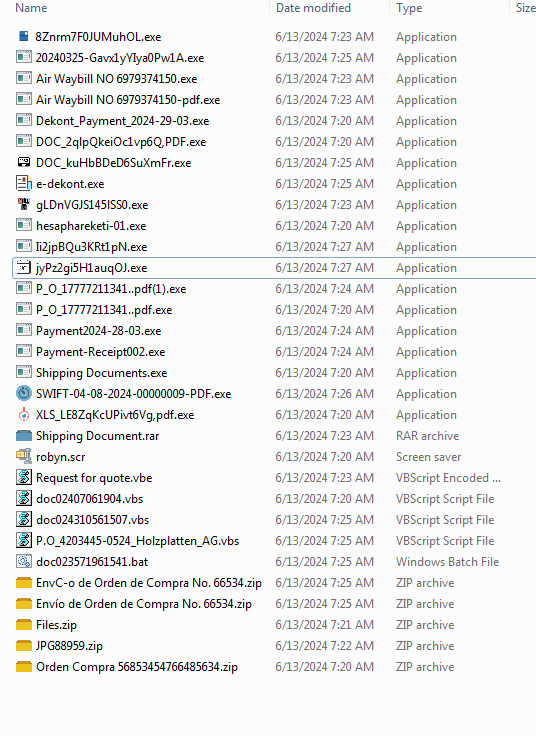 Name Date modified Type Size
8Znrm7F0JUMuhOL.exe 6/13/2024 7:23 AM Application
20240325-Gavx1yYIya0Pw1A.exe 6/13/2024 7:25 AM Application
Air Waybill NO 6979374150.exe 6/13/2024 7:23 AM Application
Air Waybill NO 6979374150-pdf.exe 6/13/2024 7:23 AM Application
Dekont_Payment_2024-29-03.exe 6/13/2024 7:20 AM Application
DOC_2qlpQkeiOc1vp6Q,PDF.exe 6/13/2024 7:20 AM Application
DOC_kuHbBDeD6SuXmFr.exe 6/13/2024 7:25 AM Application
e-dekont.exe 6/13/2024 7:25 AM Application
gLDnVGJS145ISS0.exe 6/13/2024 7:23 AM Application
hesaphareketi-01.exe 6/13/2024 7:20 AM Application
Ii2jpBQu3KRt1pN.exe 6/13/2024 7:27 AM Application
jyPz2gi5H1auqOJ.exe 6/13/2024 7:27 AM Application
P_O_17777211341..pdf(1).exe 6/13/2024 7:24 AM Application
P_O_17777211341..pdf.exe 6/13/2024 7:20 AM Application
Payment2024-28-03.exe 6/13/2024 7:24 AM Application
Payment-Receipt002.exe 6/13/2024 7:24 AM Application
Shipping Documents.exe 6/13/2024 7:20 AM Application
SWIFT-04-08-2024-00000009-PDF.exe 6/13/2024 7:26 AM Application
XLS_LE8ZqKcUPivt6Vg,pdf.exe 6/13/2024 7:20 AM Application
Shipping Document.rar 6/13/2024 7:23 AM RAR archive
robyn.scr 6/13/2024 7:20 AM Screen saver
Request for quote.vbe 6/13/2024 7:23 AM VBScript Encoded ...
doc02407061904.vbs 6/13/2024 7:20 AM VBScript Script File
doc024310561507.vbs 6/13/2024 7:25 AM VBScript Script File
P.O_4203445-0524_Holzplatten_AG.vbs 6/13/2024 7:25 AM VBScript Script File
doc023571961541.bat 6/13/2024 7:20 AM Windows Batch File
EnvC-o de Orden de Compra No. 66534.zip 6/13/2024 7:25 AM ZIP archive
Envío de Orden de Compra No. 66534.zip 6/13/2024 7:25 AM ZIP archive
Files.zip 6/13/2024 7:21 AM ZIP archive
JPG88959.zip 6/13/2024 7:22 AM ZIP archive
Orden Compra 56853454766485634.zip 6/13/2024 7:20 AM ZIP archive